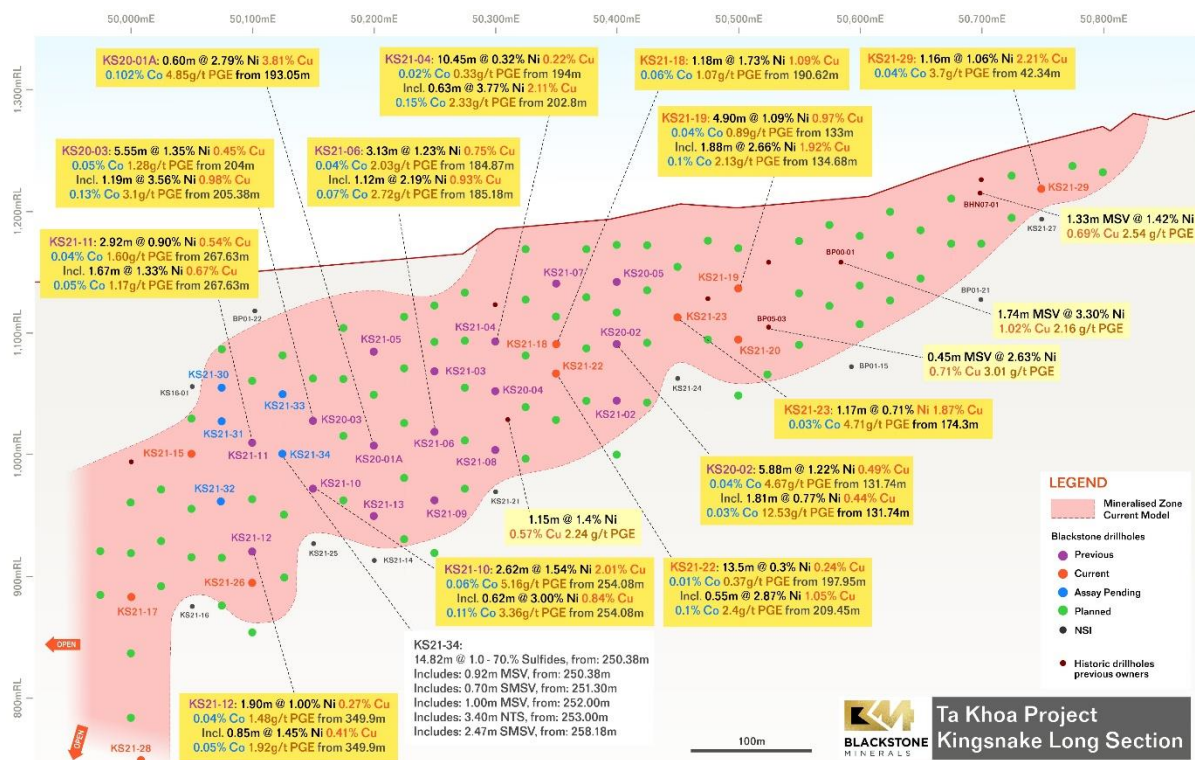 50,000mE 50,100mE 50,200mE 50,300mE 50,400mE 50,500mE 50,600mE 50,700mE 50,800mE
1,300mRL
1,200mRL
1,100mRL
1,000mRL
900mRL
800mRL
KS20-01A: 0.60m @ 2.79% Ni 3.81% Cu
0.102% Co 4.85g/t PGE from 193.05m
KS21-04: 10.45m @ 0.32% Ni 0.22% Cu
0.02% Co 0.33g/t PGE from 194m
Incl. 0.63m @ 3.77% Ni 2.11% Cu
0.15% Co 2.33g/t PGE from 202.8m
KS21-18: 1.18m @ 1.73% Ni 1.09% Cu
0.06% Co 1.07g/t PGE from 190.62m
KS21-29: 1.16m @ 1.06% Ni 2.21% Cu
0.04% Co 3.7g/t PGE from 42.34m
KS20-03: 5.55m @ 1.35% Ni 0.45% Cu
0.05% Co 1.28g/t PGE from 204m
Incl. 1.19m @ 3.56% Ni 0.98% Cu
0.13% Co 3.1g/t PGE from 205.38m
KS21-06: 3.13m @ 1.23% Ni 0.75% Cu
0.04% Co 2.03g/t PGE from 184.87m
Incl. 1.12m @ 2.19% Ni 0.93% Cu
0.07% Co 2.72g/t PGE from 185.18m
KS21-19: 4.90m @ 1.09% Ni 0.97% Cu
0.04% Co 0.89g/t PGE from 133m
Incl. 1.88m @ 2.66% Ni 1.92% Cu
0.1% Co 2.13g/t PGE from 134.68m
KS21-11: 2.92m @ 0.90% Ni 0.54% Cu
0.04% Co 1.60g/t PGE from 267.63m
Incl. 1.67m @ 1.33% Ni 0.67% Cu
0.05% Co 1.17g/t PGE from 267.63m
KS21-29
BHN07-01
KS21-27
1.33m MSV @ 1.42% Ni
0.69% Cu 2.54 g/t PGE
BP00-01
KS21-07
KS20-05
KS21-19
BP01-21
1.74m MSV @ 3.30% Ni
1.02% Cu 2.16 g/t PGE
BP01-22
KS21-04
KS21-23
BP05-03
KS21-05
KS21-18
KS20-02
KS21-20
0.45m MSV @ 2.63% Ni
0.71% Cu 3.01 g/t PGE
KS21-30
KS21-03
KS21-22
KS21-24
BP01-15
KS16-01
KS21-33
KS20-04
KS21-02
KS21-23: 1.17m @ 0.71% Ni 1.87% Cu
0.03% Co 4.71g/t PGE from 174.3m
KS20-03
KS21-31
KS21-06
KS21-15
KS21-11
KS21-34
KS20-01A
KS21-08
KS20-02: 5.88m @ 1.22% Ni 0.49% Cu
0.04% Co 4.67g/t PGE from 131.74m
Incl. 1.81m @ 0.77% Ni 0.44% Cu
0.03% Co 12.53g/t PGE from 131.74m
KS21-32
KS21-10
KS21-13
KS21-09
KS21-21
1.15m @ 1.4% Ni
0.57% Cu 2.24 g/t PGE
KS21-12
KS21-25
KS21-14
KS21-26
KS21-17
KS21-16
KS21-10: 2.62m @ 1.54% Ni 2.01% Cu
0.06% Co 5.16g/t PGE from 254.08m
Incl. 0.62m @ 3.00% Ni 0.84% Cu
0.11% Co 3.36g/t PGE from 254.08m
KS21-22: 13.5m @ 0.3% Ni 0.24% Cu
0.01% Co 0.37g/t PGE from 197.95m
Incl. 0.55m @ 2.87% Ni 1.05% Cu
0.1% Co 2.4g/t PGE from 209.45m
OPEN
KS21-34:
14.82m @ 1.0 - 70.% Sulfides, from: 250.38m
Includes: 0.92m MSV, from: 250.38m
Includes: 0.70m SMSV, from: 251.30m
Includes: 1.00m MSV, from: 252.00m
Includes: 3.40m NTS, from: 253.00m
Includes: 2.47m SMSV, from: 258.18m
KS21-12: 1.90m @ 1.00% Ni 0.27% Cu
0.04% Co 1.48g/t PGE from 349.9m
Incl. 0.85m @ 1.45% Ni 0.41% Cu
0.05% Co 1.92g/t PGE from 349.9m
OPEN
KS21-28
LEGEND
Mineralised Zone
Current Model
Blackstone drillholes
Previous
Current
Assay Pending
Planned
NSI
Historic drillholes
previous owners
100m
BLACKSTONE
MINERALS
Ta Khoa Project
Kingsnake Long Section